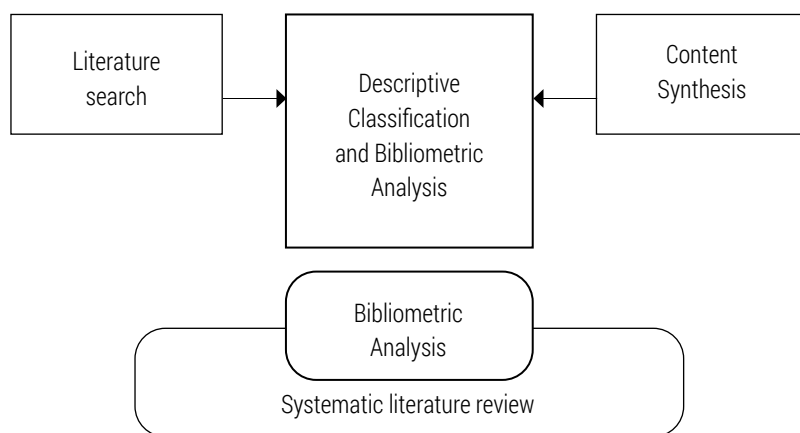 Literature
search
Descriptive
Classification
and Bibliometric
Analysis
Content
Synthesis
Bibliometric
Analysis
Systematic literature review